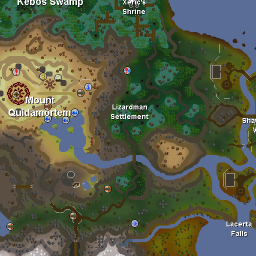 Kebos Swamp
Xeric's
Shrine
Mount
Quidamortem
Lizardman
Settlement
Lacerta
Falls